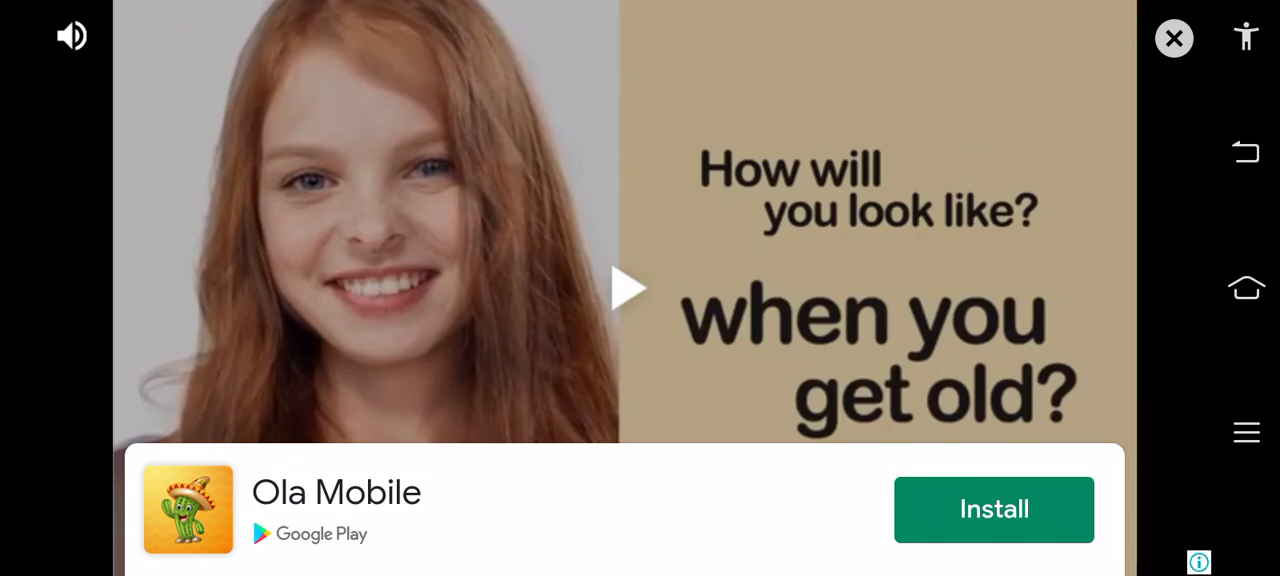 How will
you look like?
when you
get old?
Ola Mobile
Google Play
Install